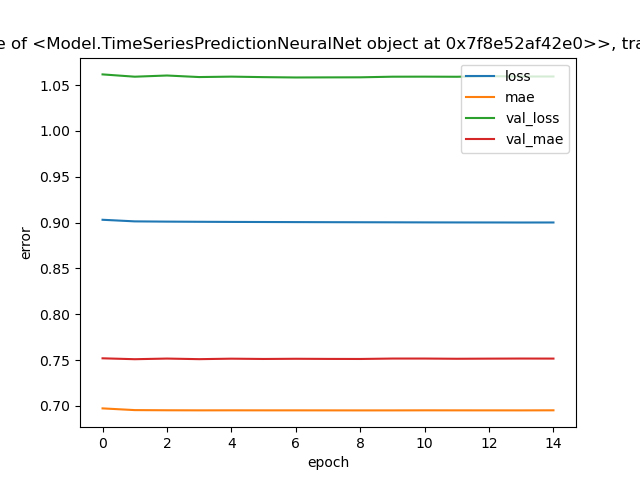 e of <Model.TimeSeriesPredictionNeuralNet object at 0x7f8e52af42e0>>, tra
loss
mae
val_loss
val_mae
1.05
1.00
0.95
0.90
0.85
0.80
0.75
0.70
error
0 2 4 6 8 10 12 14
epoch